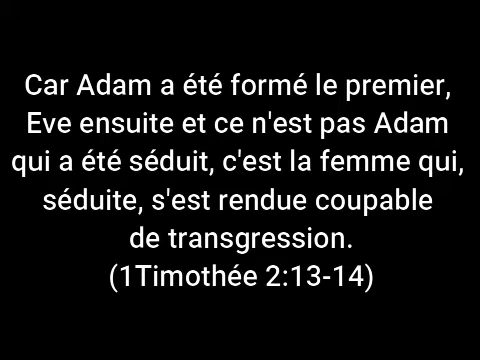 Car Adam a été formé le premier,
Eve ensuite et ce n'est pas Adam
qui a été séduit, c'est la femme qui,
séduite, s'est rendue coupable
de transgression.
(1Timothée 2:13-14)